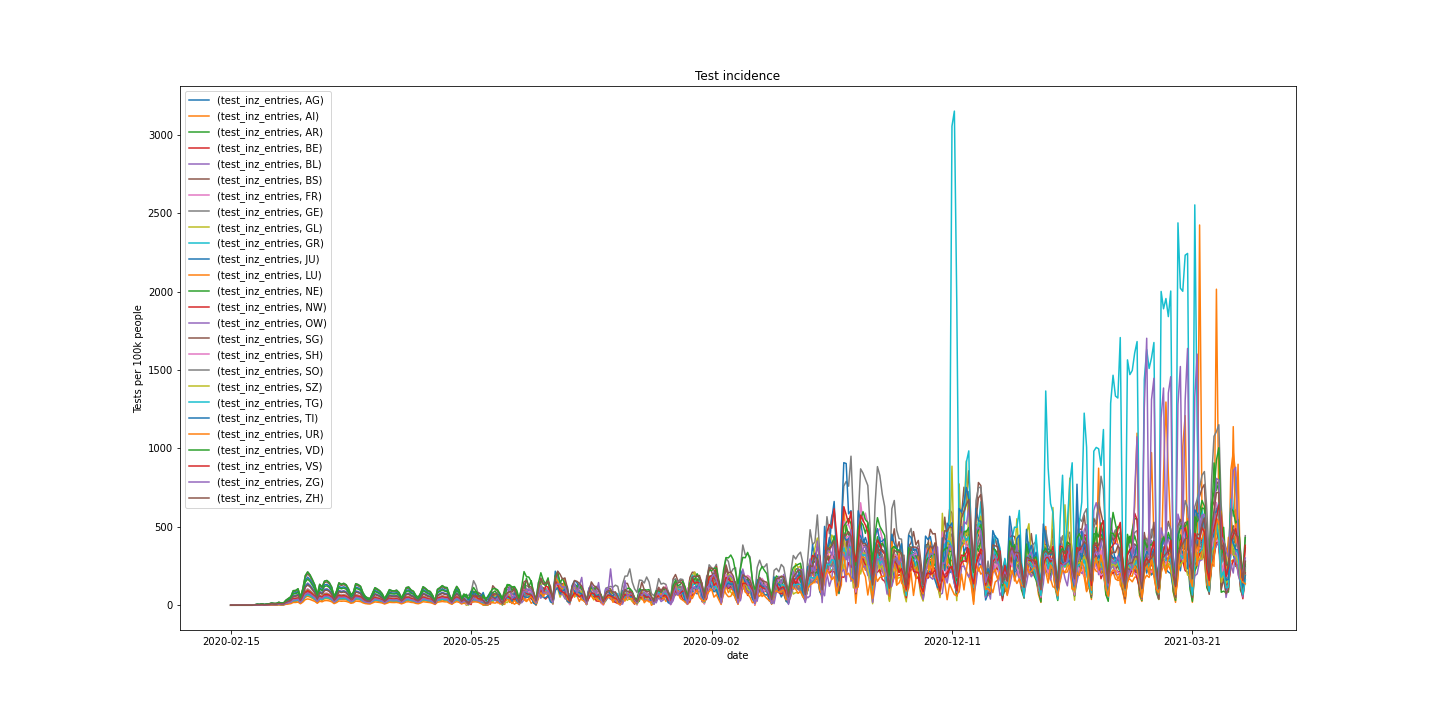 Test incidence
(test_inz_entries, AG)
(test_inz_entries, AI)
(test_inz_entries, AR)
(test_inz_entries, BE)
(test_inz_entries, BL)
(test_inz_entries, BS)
(test_inz_entries, FR)
(test_inz_entries, GE)
(test_inz_entries, GL)
(test_inz_entries, GR)
(test_inz_entries, JU)
(test_inz_entries, LU)
(test_inz_entries, NE)
(test_inz_entries, NW)
(test_inz_entries, OW)
(test_inz_entries, SG)
(test_inz_entries, SH)
(test_inz_entries, SO)
(test_inz_entries, SZ)
(test_inz_entries, TG)
(test_inz_entries, TI)
(test_inz_entries, UR)
(test_inz_entries, VD)
(test_inz_entries, VS)
(test_inz_entries, ZG)
(test_inz_entries, ZH)
Tests per 100k people
3000
2500
2000
1500
1000
500
0
2020-02-15
2020-05-25
2020-09-02
2020-12-11
2021-03-21
date